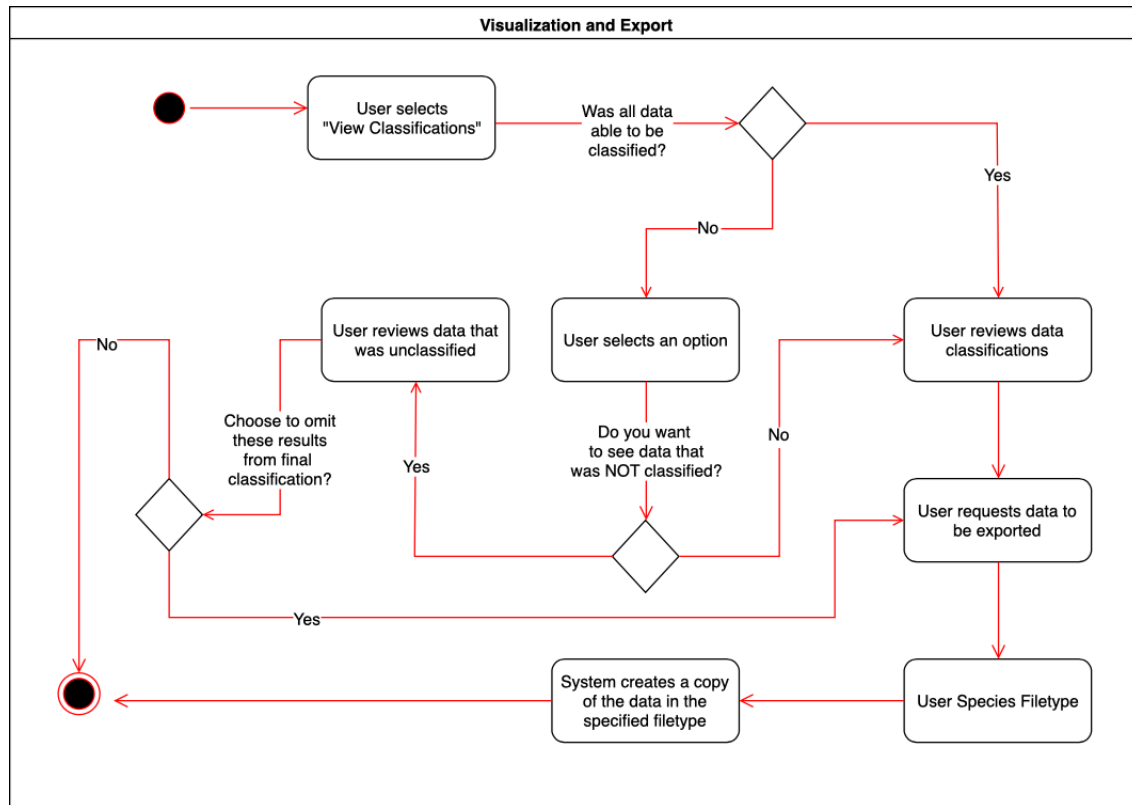 Visualization and Export
User selects
"View Classifications"
Was all data
able to be
classified?
Yes
No
User reviews data that
was unclassified
User selects an option
User reviews data
classifications
No
Choose to omit
these results
from final
classification?
Yes
Do you want
to see data that
was NOT classified?
No
User requests data to
be exported
Yes
System creates a copy
of the data in the
specified filetype
User Species Filetype